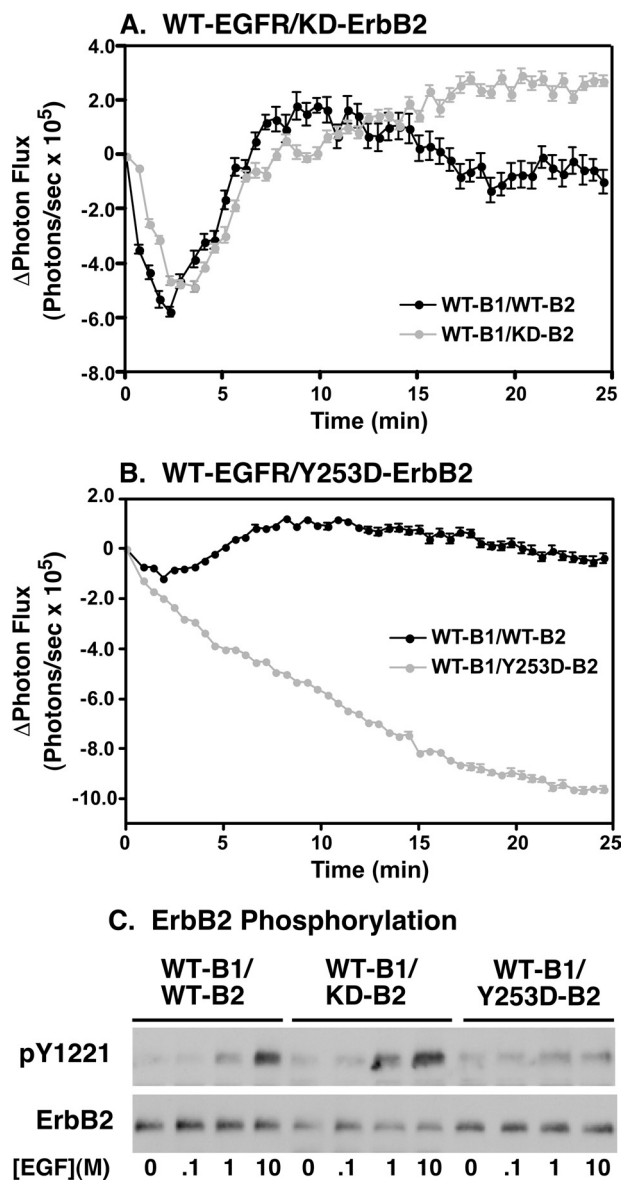 A. WT-EGFR/KD-ErbB2
ΔPhoton Flux
(Photons/sec x 10⁵)
4.0
2.0
0
-2.0
-4.0
-6.0
-8.0
WT-B1/WT-B2
WT-B1/KD-B2
0 5 10 15 20 25
Time (min)
B. WT-EGFR/Y253D-ErbB2
ΔPhoton Flux
(Photons/sec x 10⁵)
2.0
0
-2.0
-4.0
-6.0
-8.0
-10.0
WT-B1/WT-B2
WT-B1/Y253D-B2
0 5 10 15 20 25
Time (min)
C. ErbB2 Phosphorylation
WT-B1/
WT-B2
WT-B1/
KD-B2
WT-B1/
Y253D-B2
pY1221
ErbB2
[EGF](M) 0 .1 1 10 0 .1 1 10 0 .1 1 10